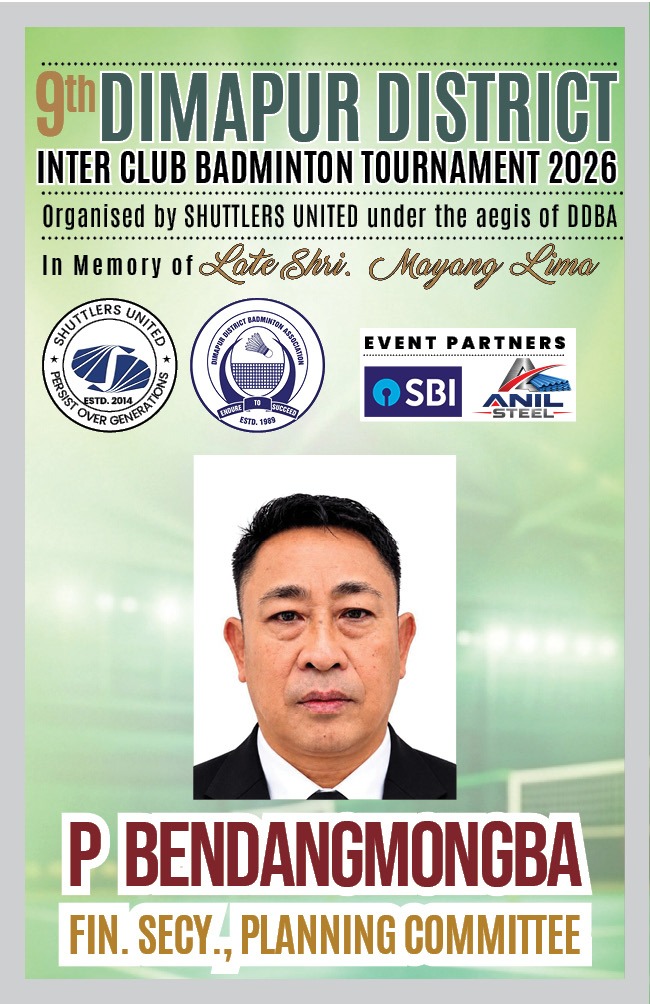 9th DIMAPUR DISTRICT
INTER CLUB BADMINTON TOURNAMENT 2026
Organised by SHUTTLERS UNITED under the aegis of DDBA
In Memory of Late Shri. Mayang Lima
SHUTTLERS UNITED
ESTD. 2014
PERSIST OVER GENERATIONS
DIMAPUR DISTRICT BADMINTON ASSOCIATION
ENDURE TO SUCCEED
ESTD. 1989
EVENT PARTNERS
SBI
ANIL
STEEL
P BENDANGMONGBA
FIN. SECY., PLANNING COMMITTEE